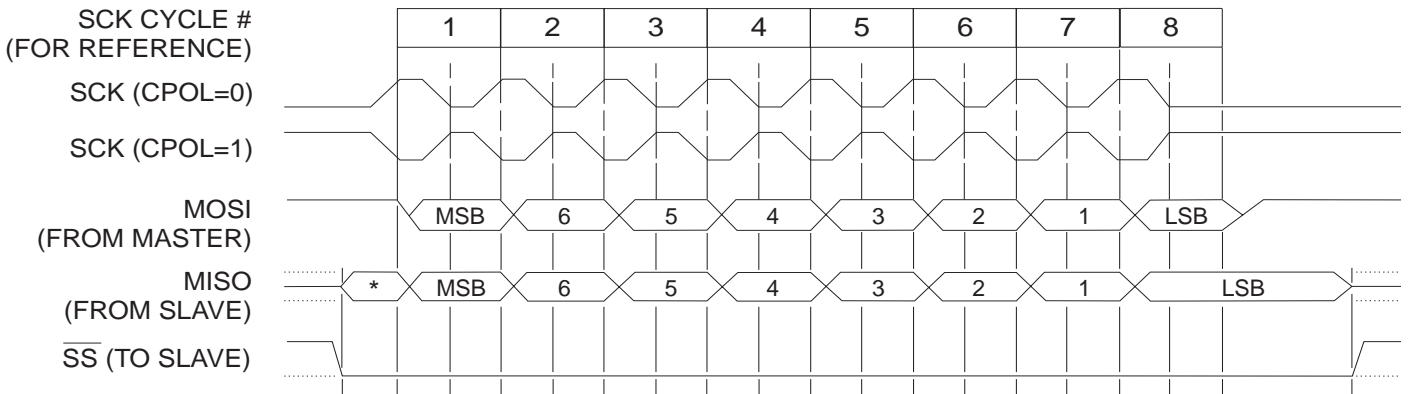 SCK CYCLE #
(FOR REFERENCE)
1 2 3 4 5 6 7 8
SCK (CPOL=0)
SCK (CPOL=1)
MOSI
(FROM MASTER)
MSB 6 5 4 3 2 1 LSB
MISO
(FROM SLAVE)
* MSB 6 5 4 3 2 1 LSB
SS (TO SLAVE)